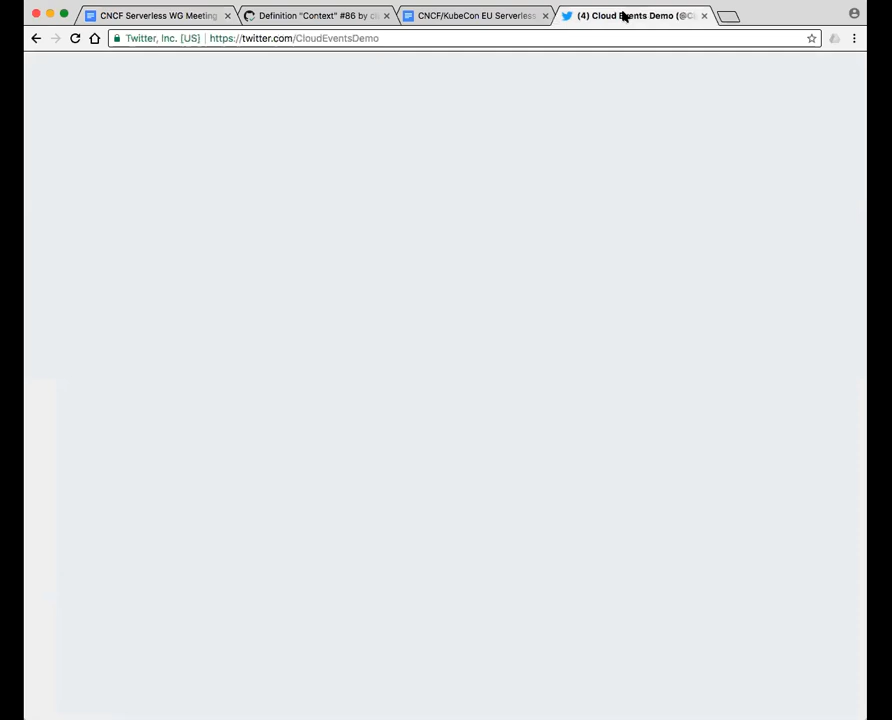 CNCF Serverless WG Meeting
Definition "Context" #86 by
CNCF/KubeCon EU Serverless
(4) Cloud Events Demo
Twitter, Inc. [US]
https://twitter.com/CloudEventsDemo